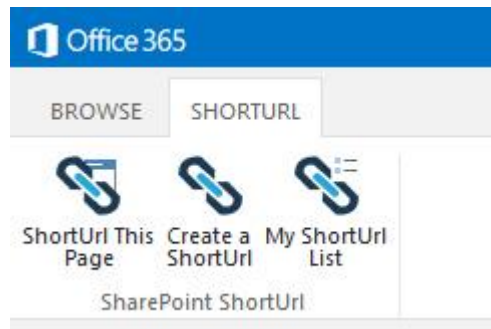 Office 365
BROWSE SHORTURL
ShortUrl This Create a My ShortUrl
Page ShortUrl List
SharePoint ShortUrl